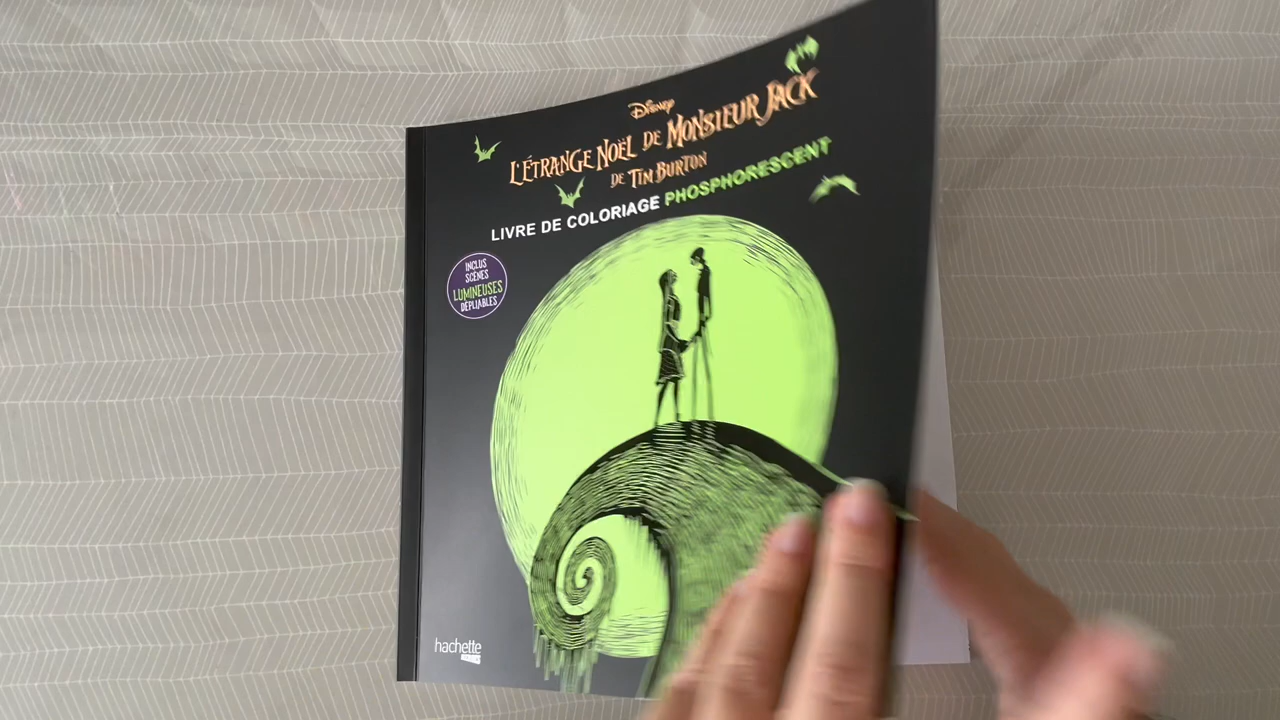 Disney
L'ÉTRANGE NOËL DE MONSIEUR JACK
DE TIM BURTON
LIVRE DE COLORIAGE PHOSPHORESCENT
INCLUS
SCÈNES
LUMINEUSES
DÉPLIABLES
hachette